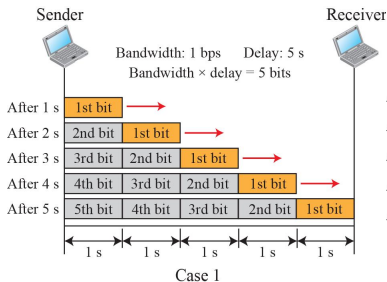 Sender Receiver
Bandwidth: 1 bps Delay: 5 s
Bandwidth × delay = 5 bits
After 1 s 1st bit
After 2 s 2nd bit 1st bit
After 3 s 3rd bit 2nd bit 1st bit
After 4 s 4th bit 3rd bit 2nd bit 1st bit
After 5 s 5th bit 4th bit 3rd bit 2nd bit 1st bit
1 s 1 s 1 s 1 s 1 s
Case 1